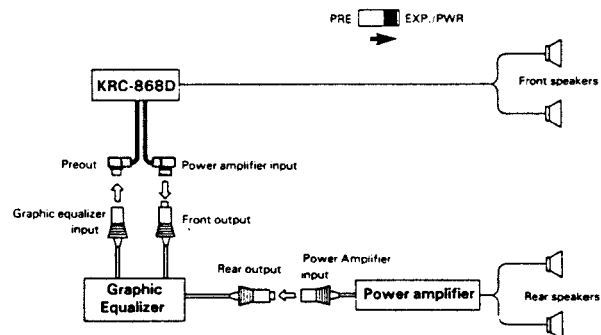 PRE EXP./PWR
KRC-868D
Front speakers
Preout
Power amplifier input
Graphic equalizer
input
Front output
Rear output
Power Amplifier
input
Graphic
Equalizer
Power amplifier
Rear speakers